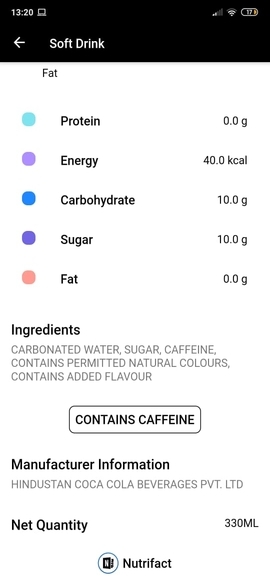 13:20
17
Soft Drink
Fat
Protein 0.0 g
Energy 40.0 kcal
Carbohydrate 10.0 g
Sugar 10.0 g
Fat 0.0 g
Ingredients
CARBONATED WATER, SUGAR, CAFFEINE,
CONTAINS PERMITTED NATURAL COLOURS,
CONTAINS ADDED FLAVOUR
CONTAINS CAFFEINE
Manufacturer Information
HINDUSTAN COCA COLA BEVERAGES PVT. LTD
Net Quantity 330ML
Nutrifact